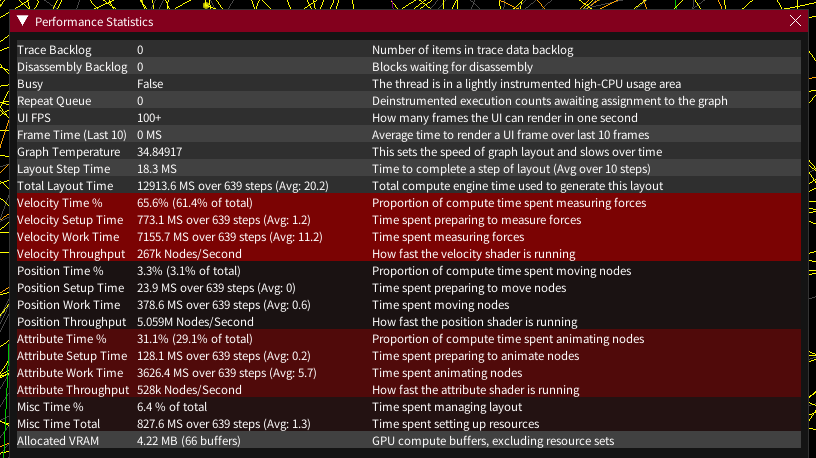 Performance Statistics
Trace Backlog 0 Number of items in trace data backlog
Disassembly Backlog 0 Blocks waiting for disassembly
Busy False The thread is in a lightly instrumented high-CPU usage area
Repeat Queue 0 Deinstrumented execution counts awaiting assignment to the graph
UI FPS 100+ How many frames the UI can render in one second
Frame Time (Last 10) 0 MS Average time to render a UI frame over last 10 frames
Graph Temperature 34.84917 This sets the speed of graph layout and slows over time
Layout Step Time 18.3 MS Time to complete a step of layout (Avg over 10 steps)
Total Layout Time 12913.6 MS over 639 steps (Avg: 20.2) Total compute engine time used to generate this layout
Velocity Time % 65.6% (61.4% of total) Proportion of compute time spent measuring forces
Velocity Setup Time 773.1 MS over 639 steps (Avg: 1.2) Time spent preparing to measure forces
Velocity Work Time 7155.7 MS over 639 steps (Avg: 11.2) Time spent measuring forces
Velocity Throughput 267k Nodes/Second How fast the velocity shader is running
Position Time % 3.3% (3.1% of total) Proportion of compute time spent moving nodes
Position Setup Time 23.9 MS over 639 steps (Avg: 0) Time spent preparing to move nodes
Position Work Time 378.6 MS over 639 steps (Avg: 0.6) Time spent moving nodes
Position Throughput 5.059M Nodes/Second How fast the position shader is running
Attribute Time % 31.1% (29.1% of total) Proportion of compute time spent animating nodes
Attribute Setup Time 128.1 MS over 639 steps (Avg: 0.2) Time spent preparing to animate nodes
Attribute Work Time 3626.4 MS over 639 steps (Avg: 5.7) Time spent animating nodes
Attribute Throughput 528k Nodes/Second How fast the attribute shader is running
Misc Time % 6.4 % of total Time spent managing layout
Misc Time Total 827.6 MS over 639 steps (Avg: 1.3) Time spent setting up resources
Allocated VRAM 4.22 MB (66 buffers) GPU compute buffers, excluding resource sets